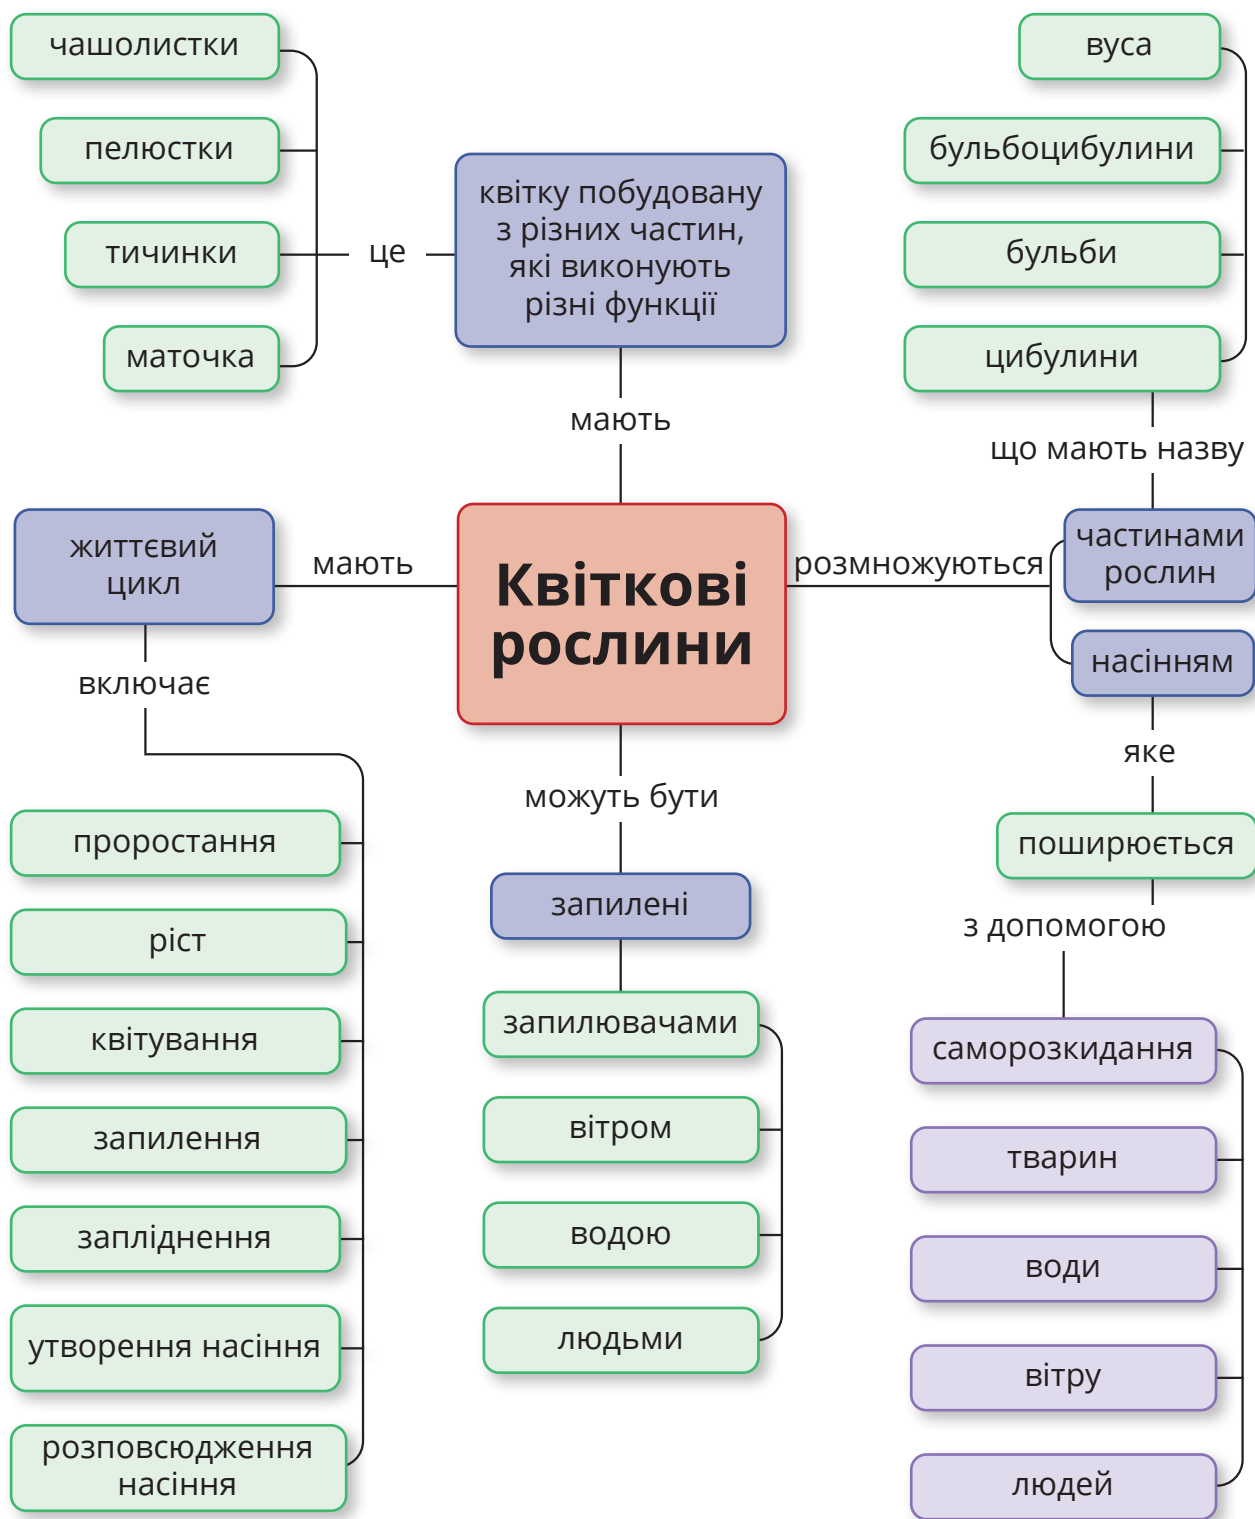 чашолистки
пелюстки
тичинки
маточка
це
квітку побудовану
з різних частин,
які виконують
різні функції
мають
вуса
бульбоцибулини
бульби
цибулини
що мають назву
частинами
рослин
насінням
розмножуються
Квіткові
рослини
мають
життєвий
цикл
включає
проростання
ріст
квітування
запилення
запліднення
утворення насіння
розповсюдження
насіння
можуть бути
запилені
запилювачами
вітром
водою
людьми
яке
поширюється
з допомогою
саморозкидання
тварин
води
вітру
людей